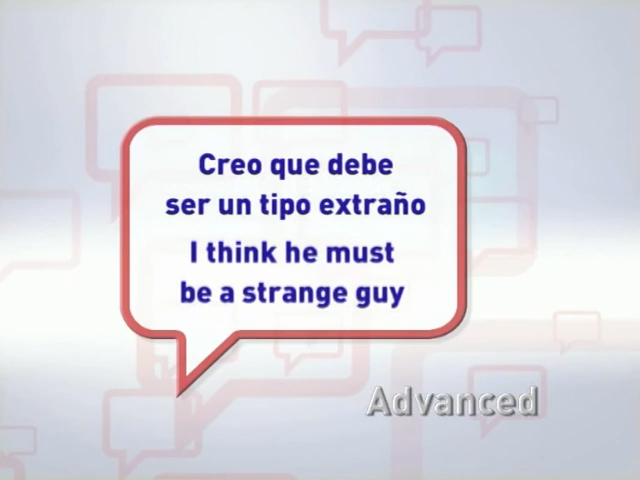 Creo que debe
ser un tipo extraño
I think he must
be a strange guy
Advanced